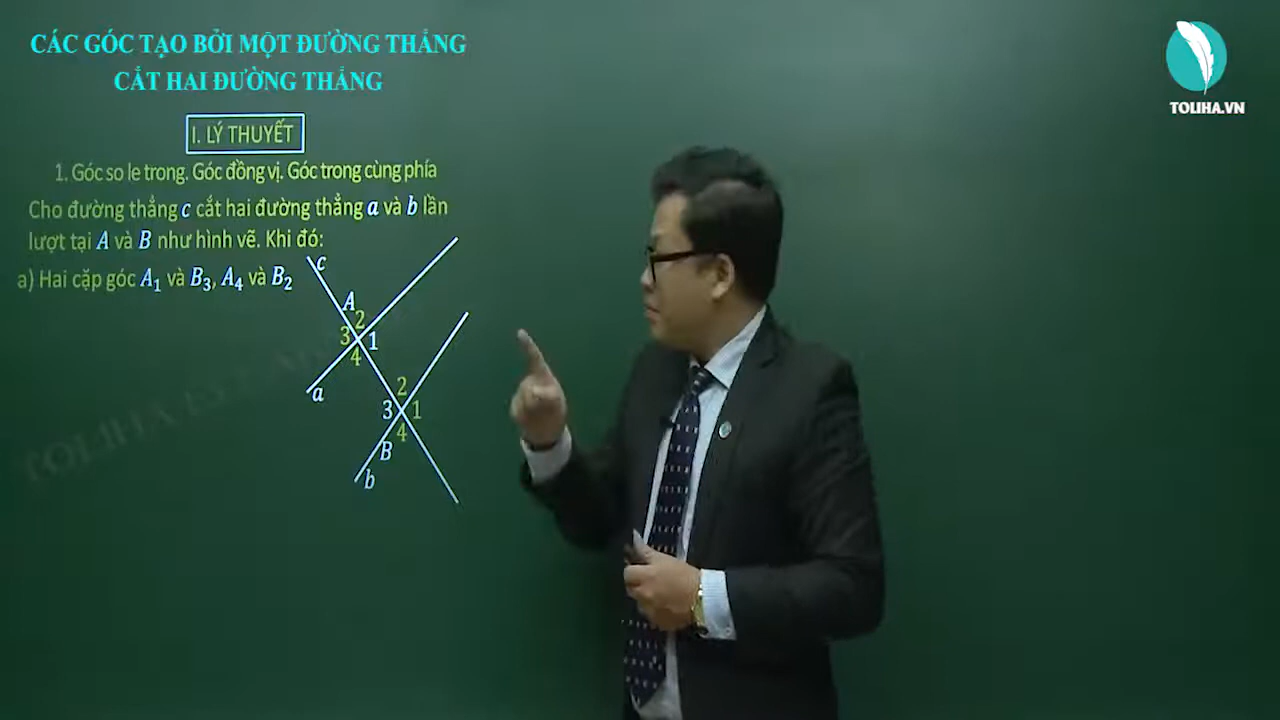 CÁC GÓC TẠO BỞI MỘT ĐƯỜNG THẲNG
CẮT HAI ĐƯỜNG THẲNG
TOLIHA.VN
I. LÝ THUYẾT
1. Góc so le trong. Góc đồng vị. Góc trong cùng phía
Cho đường thẳng c cắt hai đường thẳng a và b lần
lượt tại A và B như hình vẽ. Khi đó:
a) Hai cặp góc A₁ và B₃, A₄ và B₂
c
A
2
3 1
4
a
2
3 1
4
B
b
TOLIHA